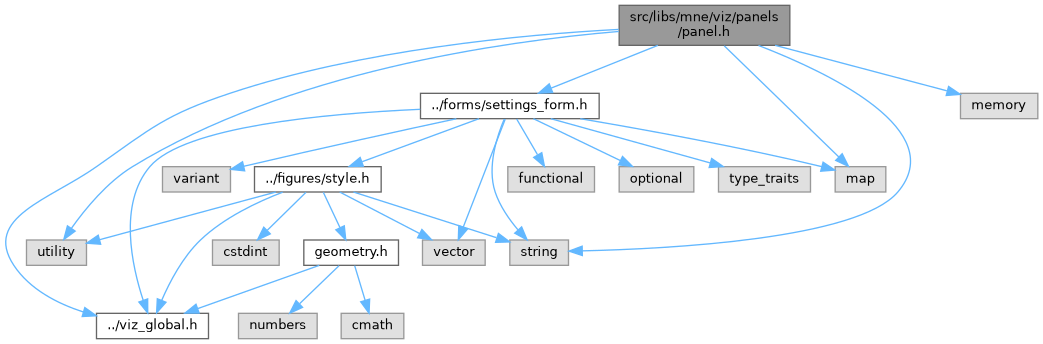 src/libs/mne/viz/panels
/panel.h
../forms/settings_form.h
memory
variant
../figures/style.h
functional
optional
type_traits
map
utility
cstdint
geometry.h
vector
string
../viz_global.h
numbers
cmath